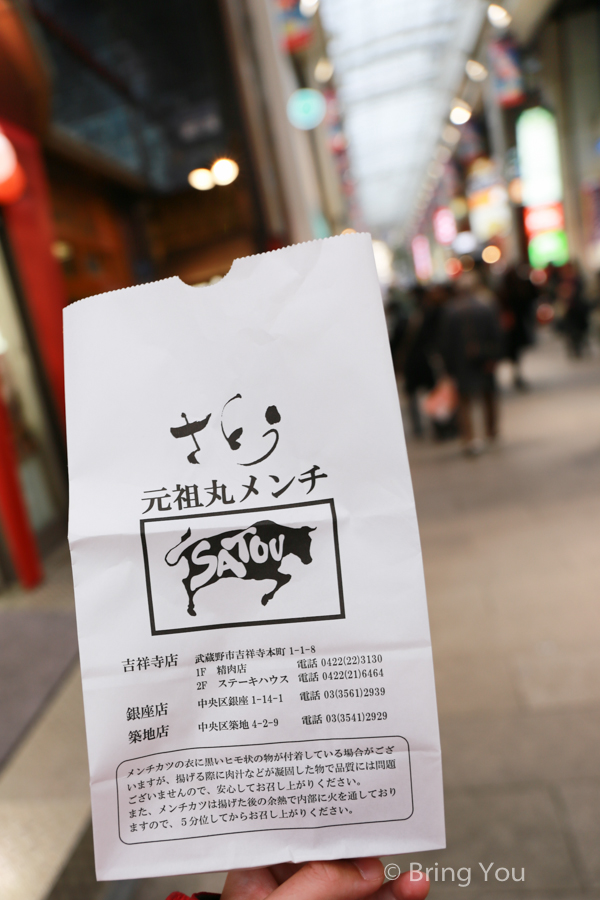 さとう
元祖丸メンチ
SATOU
吉祥寺店 武蔵野市吉祥寺本町 1-1-8
1F 精肉店 電話 0422(22)3130
2F ステーキハウス 電話 0422(21)6464
銀座店 中央区銀座 1-14-1 電話 03(3561)2939
築地店 中央区築地 4-2-9 電話 03(3541)2929
メンチカツの衣に黒いヒモ状の物が付着している場合がござ
いますが、揚げる際に肉汁などが凝固した物で品質には問題
ございませんので、安心してお召し上がりください。
また、メンチカツは揚げた後の余熱で内部に火を通しており
ますので、5分位してからお召し上がりください。
© Bring You